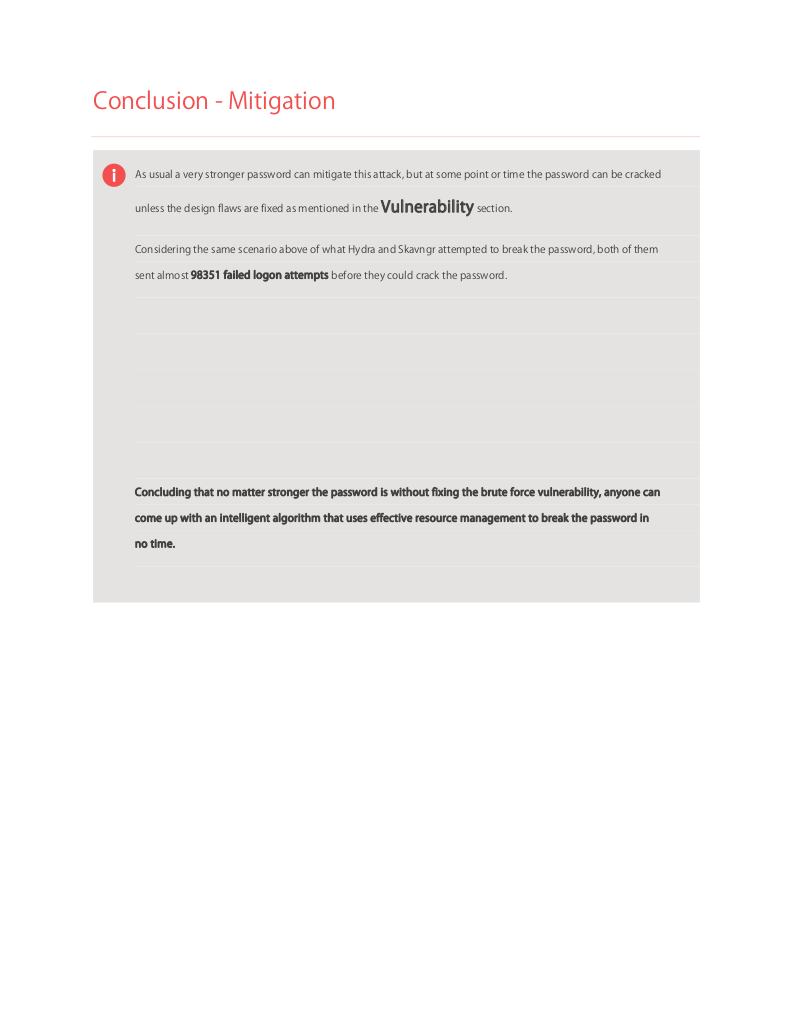 Conclusion - Mitigation
i
As usual a very stronger password can mitigate this attack, but at some point or time the password can be cracked
unless the design flaws are fixed as mentioned in the Vulnerability section.
Considering the same scenario above of what Hydra and Skavngr attempted to break the password, both of them
sent almost 98351 failed logon attempts before they could crack the password.
Concluding that no matter stronger the password is without fixing the brute force vulnerability, anyone can
come up with an intelligent algorithm that uses effective resource management to break the password in
no time.